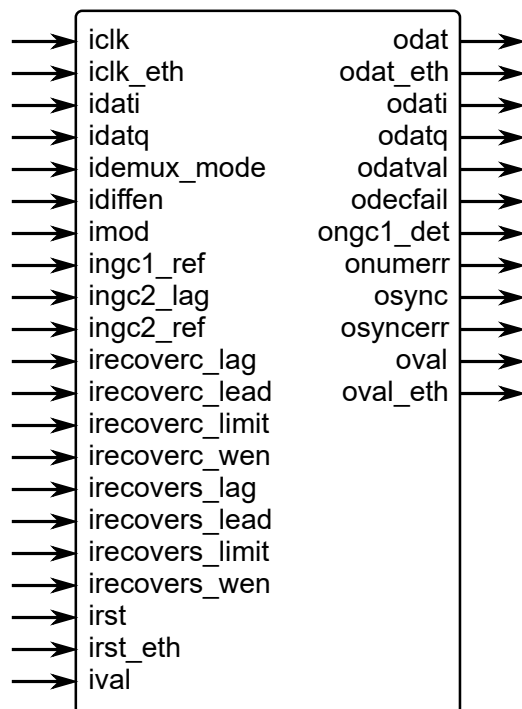 iclk odat
iclk_eth odat_eth
idati odati
idatq odatq
idemux_mode odatval
idiffen odecfail
imod ongc1_det
ingc1_ref onumerr
ingc2_lag osync
ingc2_ref osyncerr
irecoverc_lag oval
irecoverc_lead oval_eth
irecoverc_limit
irecoverc_wen
irecovers_lag
irecovers_lead
irecovers_limit
irecovers_wen
irst
irst_eth
ival